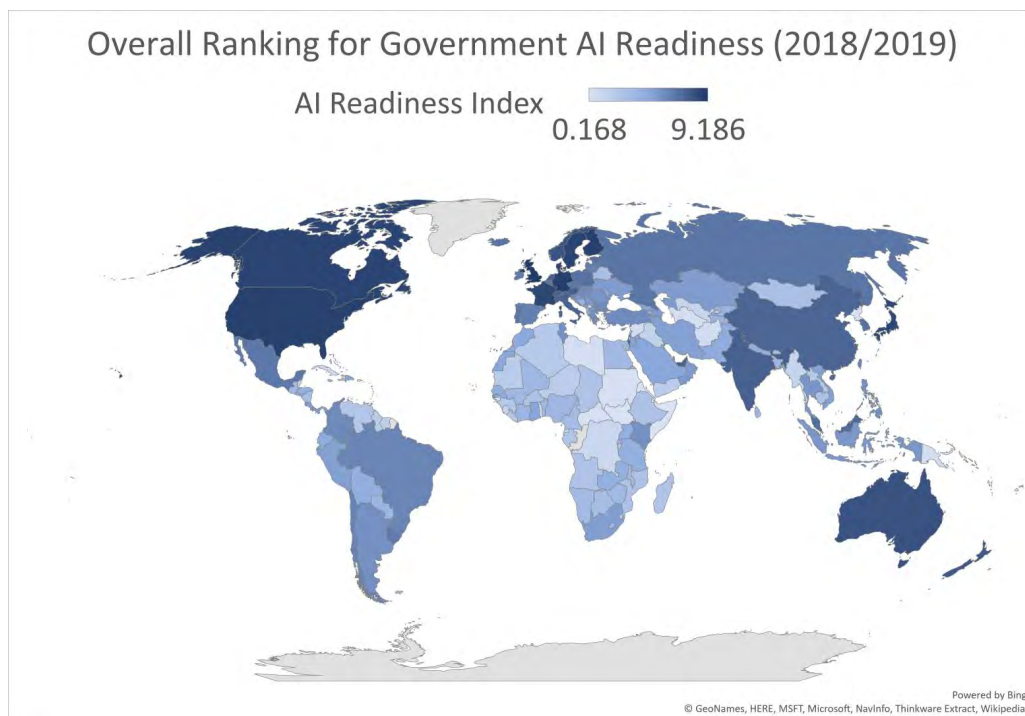 Overall Ranking for Government AI Readiness (2018/2019)
AI Readiness Index
0.168 9.186
Powered by Bing
© GeoNames, HERE, MSFT, Microsoft, NavInfo, Thinkware Extract, Wikipedia